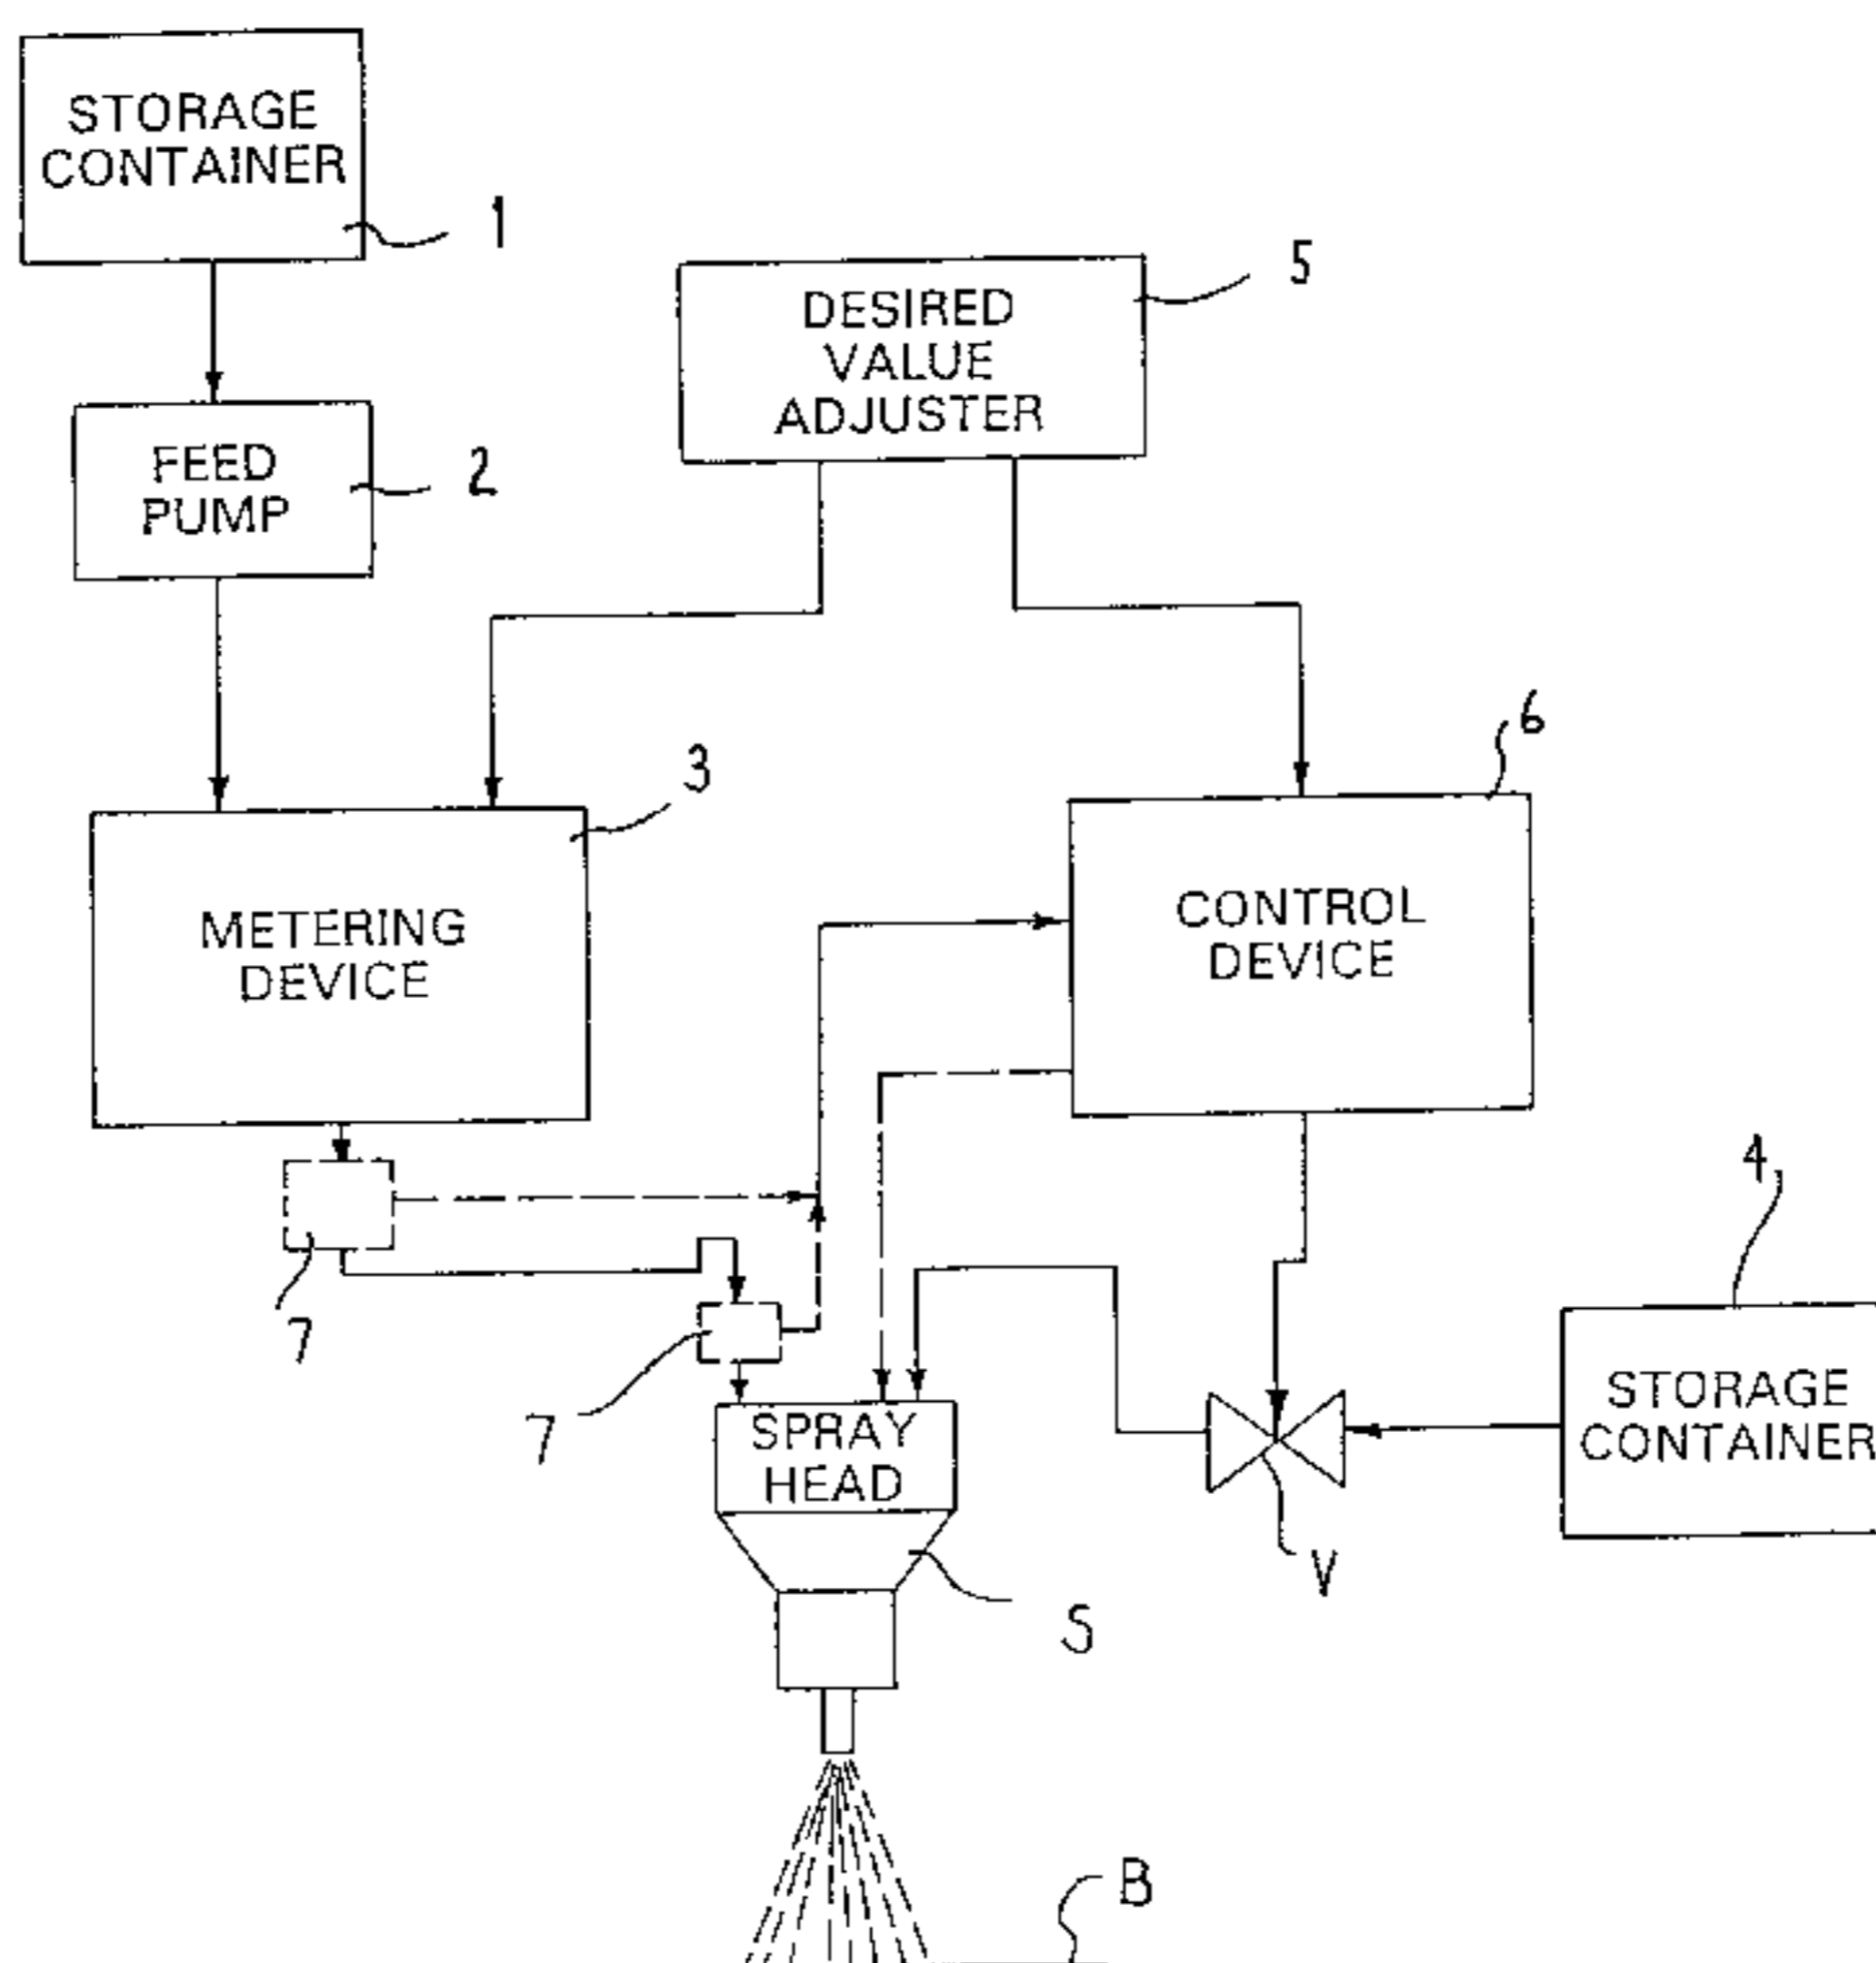 STORAGE
CONTAINER
1
5
DESIRED
VALUE
ADJUSTER
FEED
PUMP
2
6
3
METERING
DEVICE
CONTROL
DEVICE
4
7
7
STORAGE
CONTAINER
SPRAY
HEAD
V
S
B